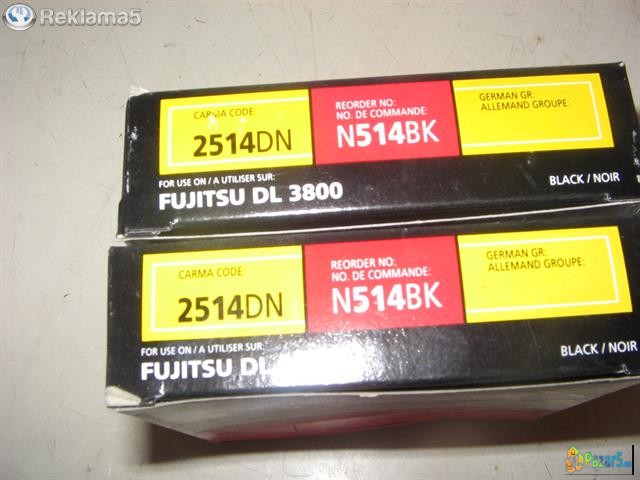 Reklama5
CARMA CODE:
2514DN
REORDER NO:
NO. DE COMMANDE:
N514BK
GERMAN GR:
ALLEMAND GROUPE:
FOR USE ON / A UTILISER SUR:
FUJITSU DL 3800
BLACK / NOIR
CARMA CODE:
2514DN
REORDER NO:
NO. DE COMMANDE:
N514BK
GERMAN GR:
ALLEMAND GROUPE:
FOR USE ON / A UTILISER SUR:
FUJITSU DL
BLACK / NOIR
Pazar5